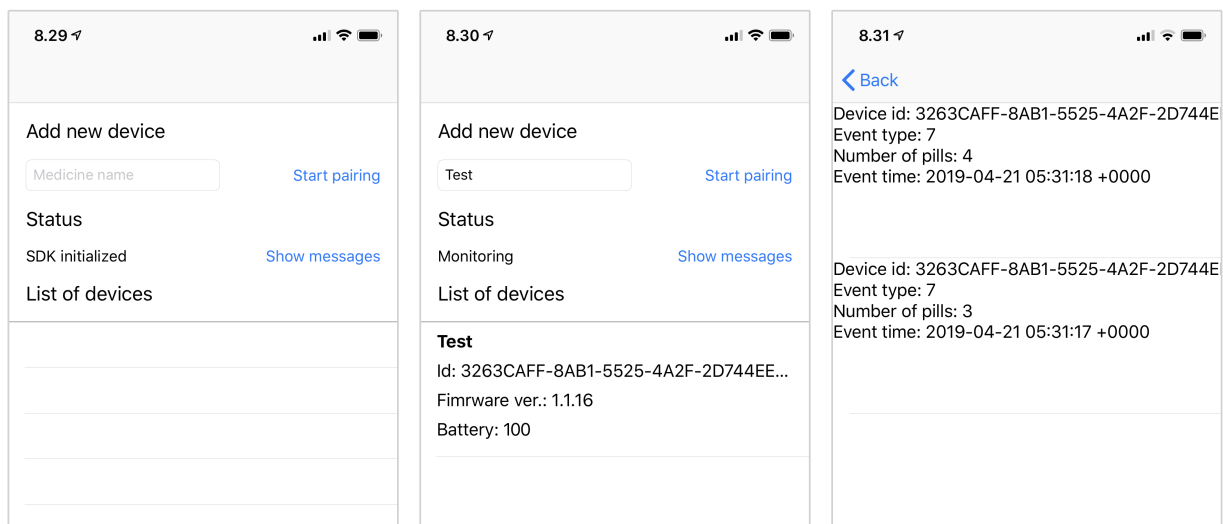 8.29
Add new device
Medicine name
Start pairing
Status
SDK initialized
Show messages
List of devices
8.30
Add new device
Test
Start pairing
Status
Monitoring
Show messages
List of devices
Test
Id: 3263CAFF-8AB1-5525-4A2F-2D744EE...
Fimrware ver.: 1.1.16
Battery: 100
8.31
Back
Device id: 3263CAFF-8AB1-5525-4A2F-2D744E
Event type: 7
Number of pills: 4
Event time: 2019-04-21 05:31:18 +0000
Device id: 3263CAFF-8AB1-5525-4A2F-2D744E
Event type: 7
Number of pills: 3
Event time: 2019-04-21 05:31:17 +0000